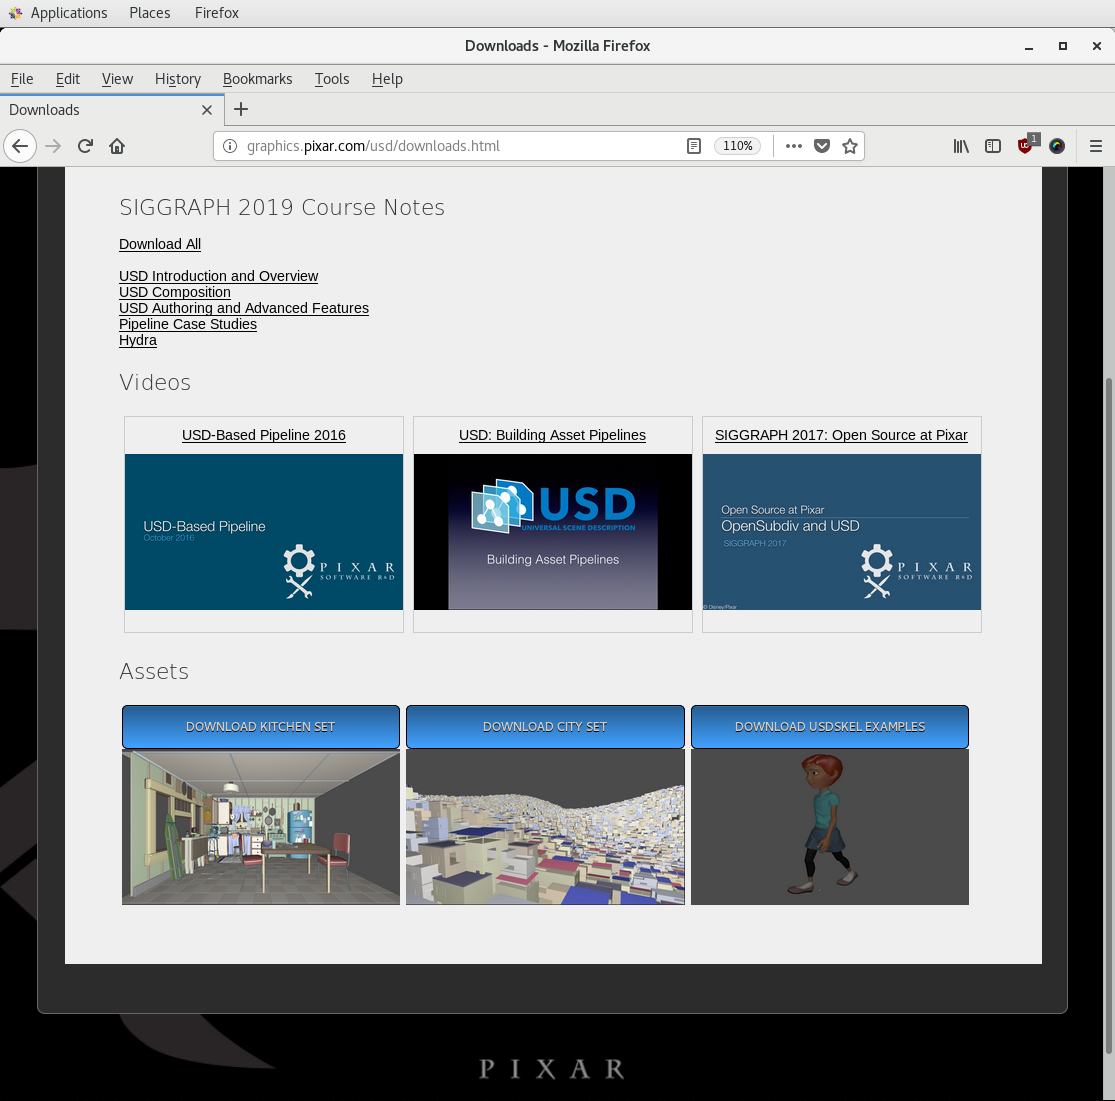 Applications Places Firefox
Downloads - Mozilla Firefox
File Edit View History Bookmarks Tools Help
Downloads
graphics.pixar.com/usd/downloads.html 110% 1
SIGGRAPH 2019 Course Notes
Download All
USD Introduction and Overview
USD Composition
USD Authoring and Advanced Features
Pipeline Case Studies
Hydra
Videos
USD-Based Pipeline 2016
USD-Based Pipeline
October 2016
PIXAR
SOFTWARE R&D
USD: Building Asset Pipelines
USD
UNIVERSAL SCENE DESCRIPTION
Building Asset Pipelines
SIGGRAPH 2017: Open Source at Pixar
Open Source at Pixar
OpenSubdiv and USD
SIGGRAPH 2017
PIXAR
SOFTWARE R&D
© Disney/Pixar
Assets
DOWNLOAD KITCHEN SET
DOWNLOAD CITY SET
DOWNLOAD USDSKEL EXAMPLES
PIXAR